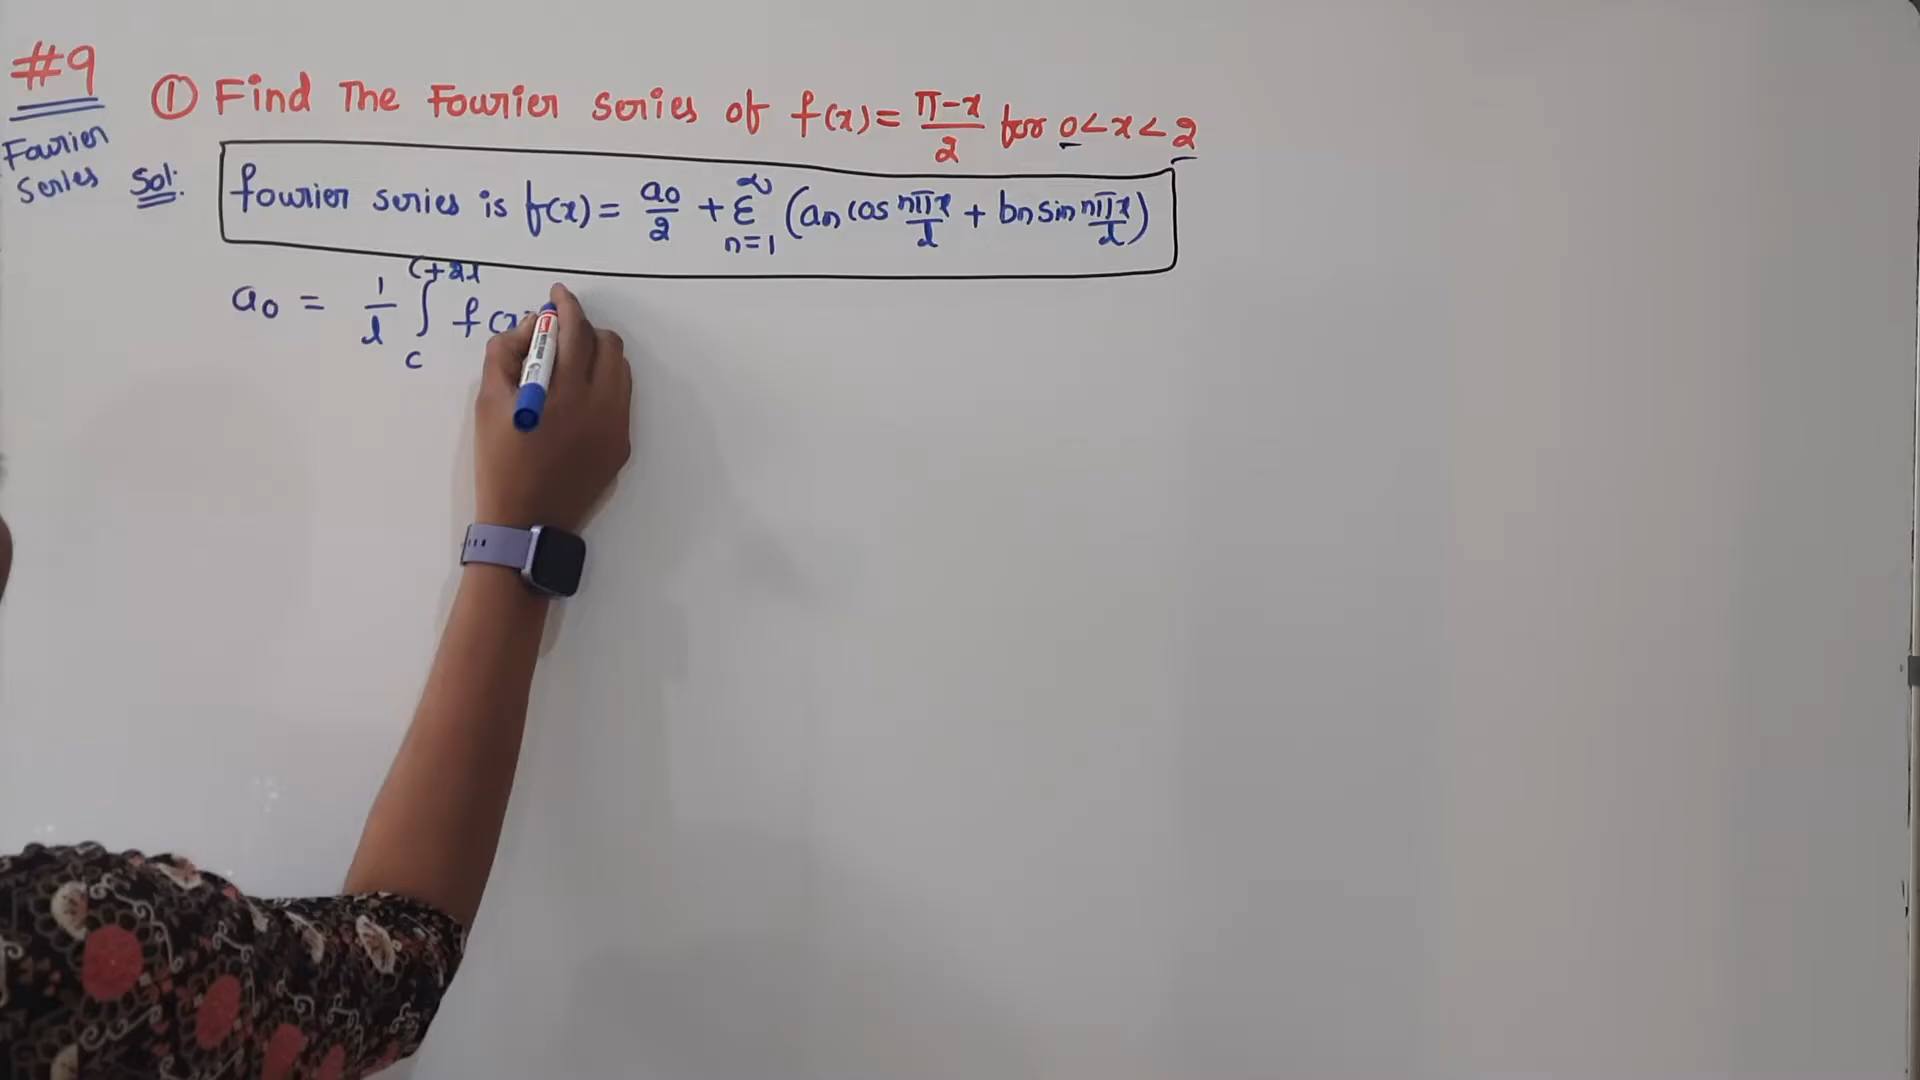 #9
Fourier
Series
① Find The Fourier Series of f(x) = π-x/2 for 0<x<2
Sol:
fourier series is f(x) = a0/2 + Σ n=1 ∞ (an cos nπx/l + bn sin nπx/l)
a0 = 1/l ∫ c c+2l f(x